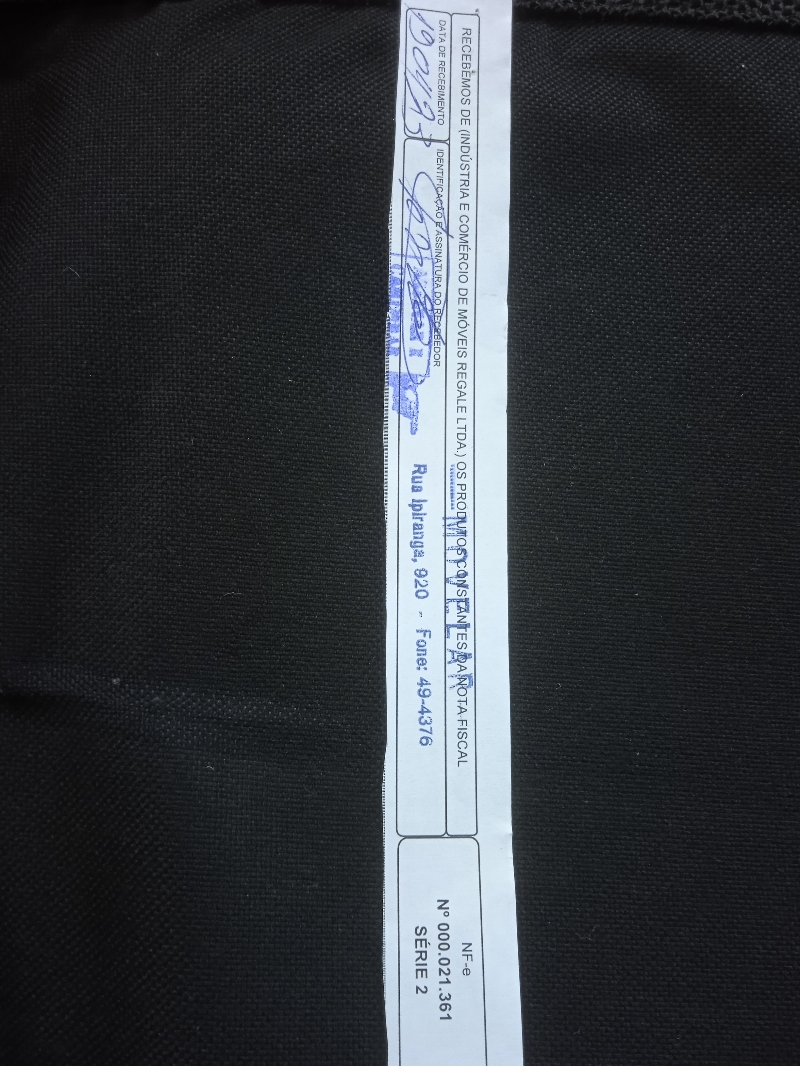 RECEBEMOS DE (INDÚSTRIA E COMÉRCIO DE MÓVEIS REGALE LTDA.) OS PRODUTOS CONSTANTES DA NOTA FISCAL
DATA DE RECEBIMENTO
IDENTIFICAÇÃO E ASSINATURA DO RECEBEDOR
Rua Ipiranga, 920 - Fone: 49-4376
NF-e
Nº 000.021.361
SÉRIE 2